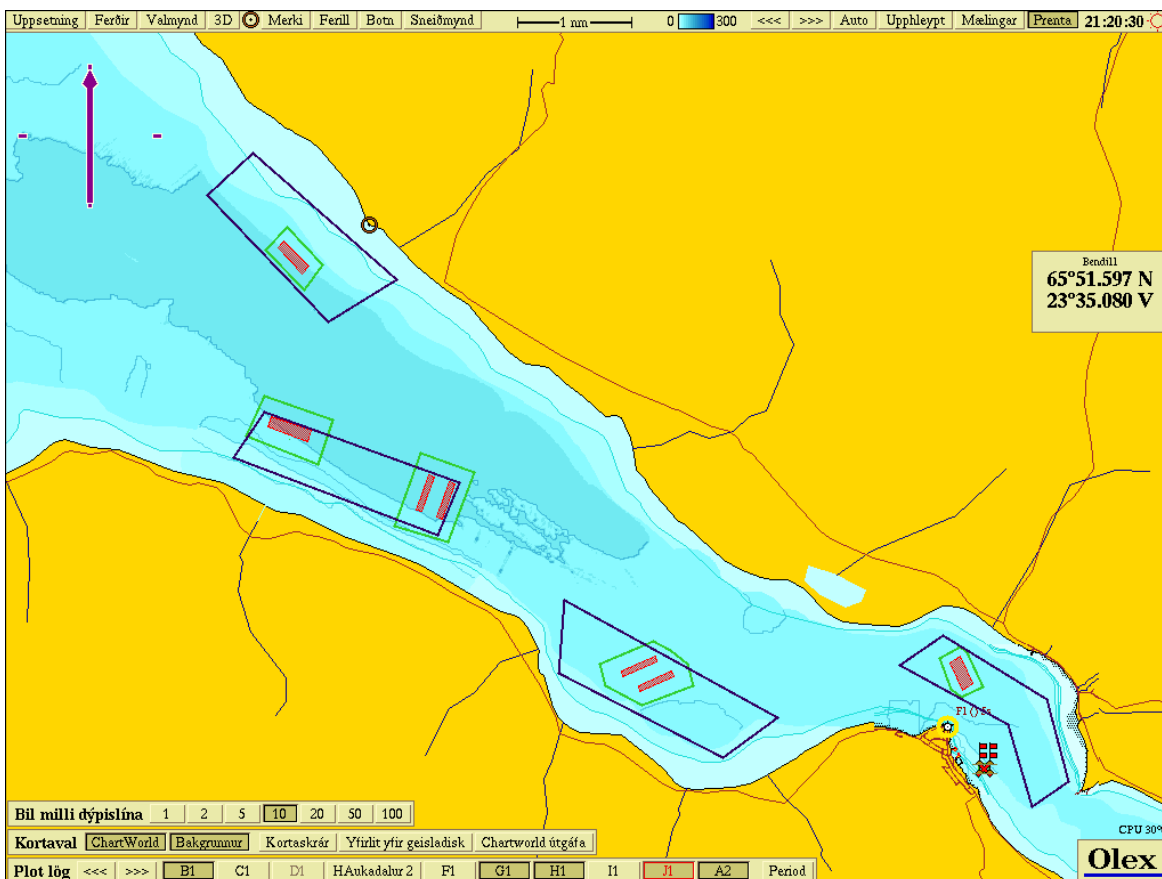 Uppsetning Ferðir Valmynd 3D Merki Ferill Botn Sneiðmynd 1 nm 0 300 <<< >>> Auto Upphleypt Mælingar Prenta 21:20:30
Bendill
65°51.597 N
23°35.080 V
Fl () 5s
Bil milli dýpislína 1 2 5 10 20 50 100
CPU 30%
Kortaval ChartWorld Bakgrunnur Kortaskrár Yfirlit yfir geisladisk Chartworld útgáfa
Olex
Plot lög <<< >>> B1 C1 D1 HAukadalur 2 F1 G1 H1 I1 J1 A2 Period